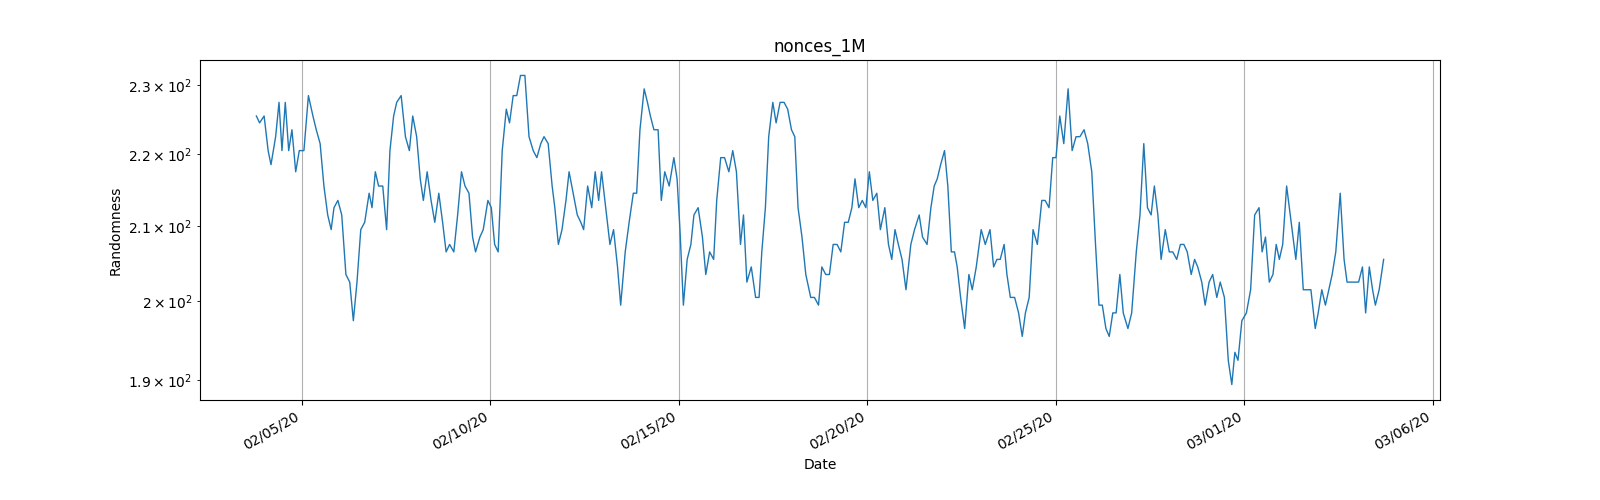 nonces_1M
Randomness
2.3 × 10²
2.2 × 10²
2.1 × 10²
2 × 10²
1.9 × 10²
02/05/20
02/10/20
02/15/20
02/20/20
02/25/20
03/01/20
03/06/20
Date